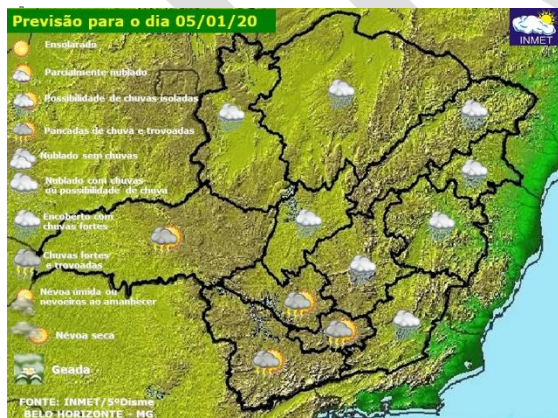 Previsão para o dia 05/01/20
INMET
Ensolarado
Parcialmente nublado
Possibilidade de chuvas isoladas
Pancadas de chuva e trovoadas
Nublado sem chuvas
Nublado com chuvas
ou possibilidade de chuva
Encoberto com
chuvas fortes
Chuvas fortes
e trovoadas
Névoa úmida ou
nevoeiros ao amanhecer
Névoa seca
Geada
FONTE: INMET/5ºDisme
BELO HORIZONTE - MG